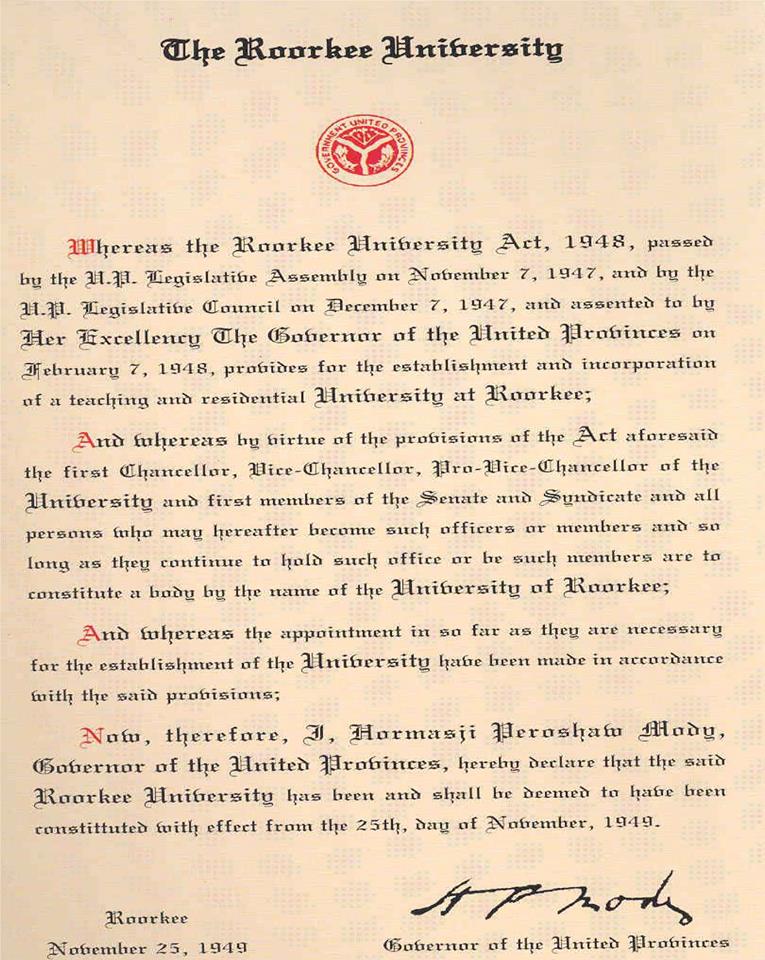 The Roorkee University
GOVERNMENT UNITED PROVINCES
Whereas the Roorkee University Act, 1948, passed
by the U.P. Legislative Assembly on November 7, 1947, and by the
U.P. Legislative Council on December 7, 1947, and assented to by
Her Excellency The Governor of the United Provinces on
February 7, 1948, provides for the establishment and incorporation
of a teaching and residential University at Roorkee;
And whereas by virtue of the provisions of the Act aforesaid
the first Chancellor, Vice-Chancellor, Pro-Vice-Chancellor of the
University and first members of the Senate and Syndicate and all
persons who may hereafter become such officers or members and so
long as they continue to hold such office or be such members are to
constitute a body by the name of the University of Roorkee;
And whereas the appointment in so far as they are necessary
for the establishment of the University have been made in accordance
with the said provisions;
Now, therefore, I, Hormasji Peroshaw Mody,
Governor of the United Provinces, hereby declare that the said
Roorkee University has been and shall be deemed to have been
constittuted with effect from the 25th, day of November, 1949.
H P Mody
Roorkee
November 25, 1949
Governor of the United Provinces